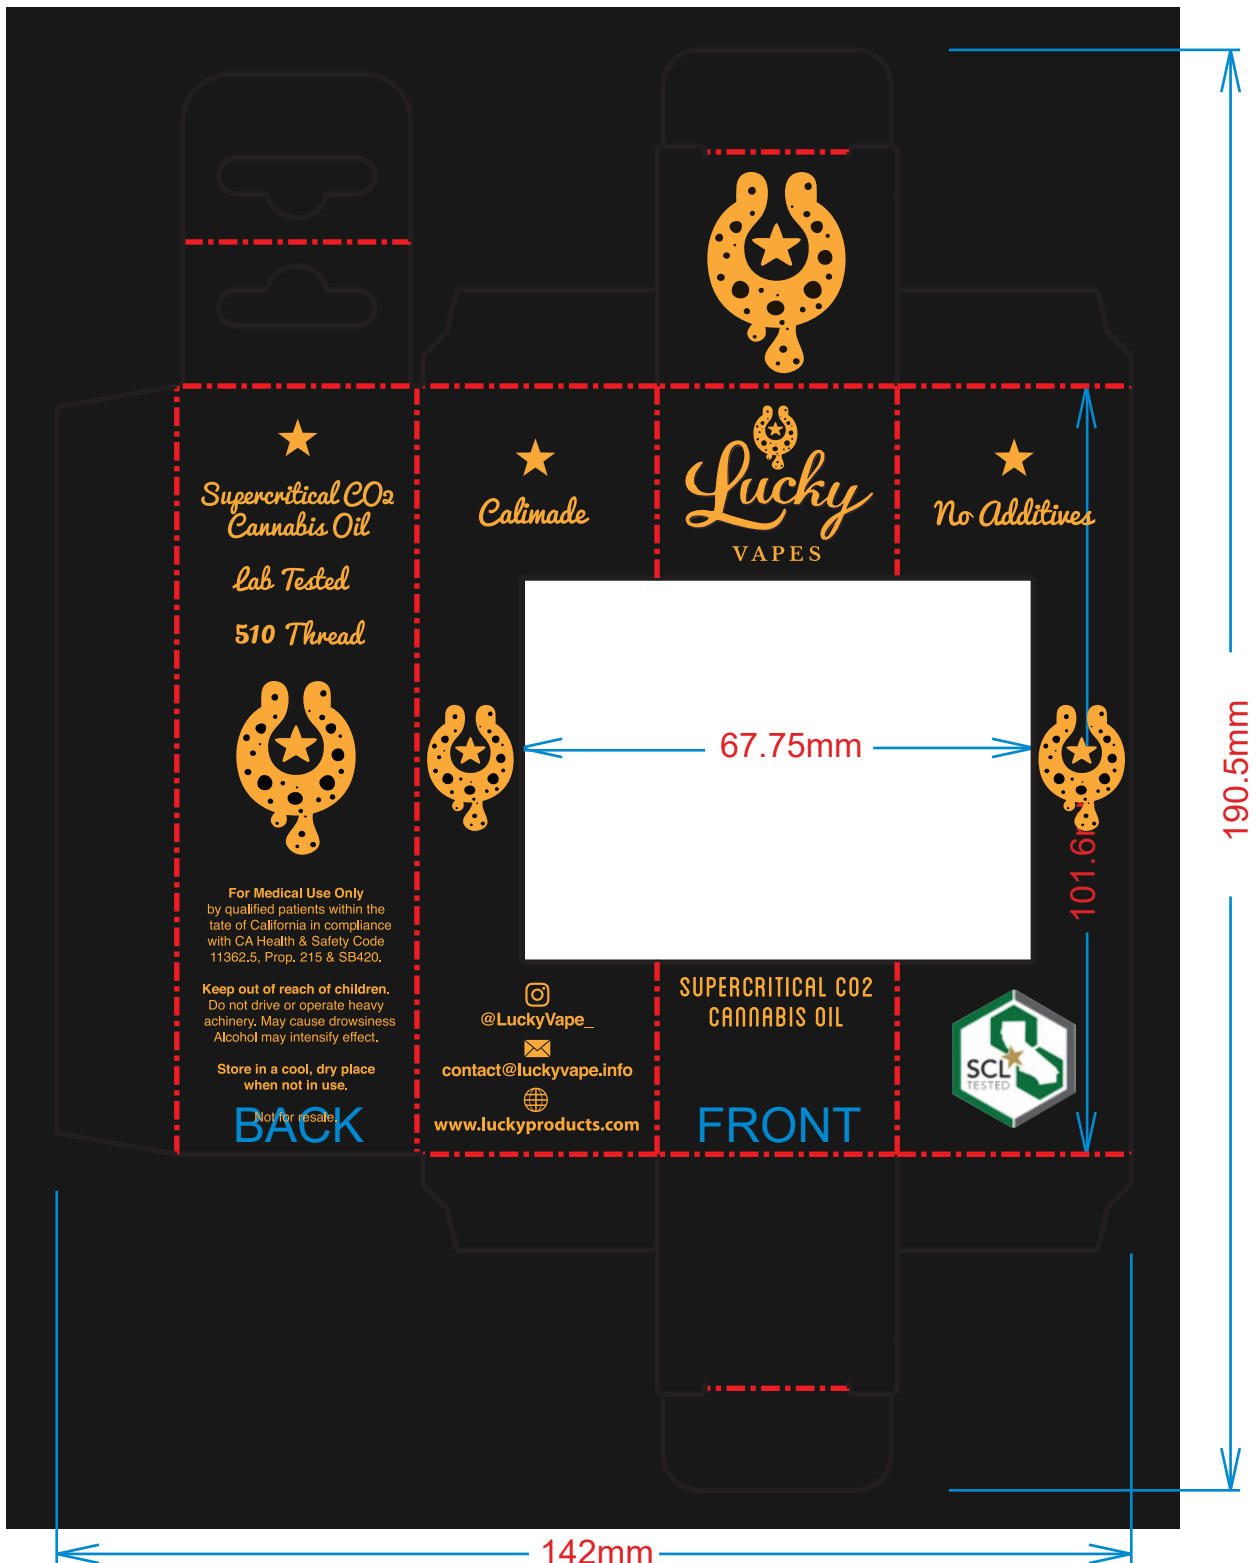 Supercritical CO2
Cannabis Oil
Lab Tested
510 Thread
For Medical Use Only
by qualified patients within the
tate of California in compliance
with CA Health & Safety Code
11362.5, Prop. 215 & SB420.
Keep out of reach of children.
Do not drive or operate heavy
achinery. May cause drowsiness
Alcohol may intensify effect.
Store in a cool, dry place
when not in use.
Not for resale.
BACK
Calimade
@LuckyVape_
contact@luckyvape.info
www.luckyproducts.com
Lucky
VAPES
67.75mm
SUPERCRITICAL CO2
CANNABIS OIL
FRONT
No Additives
101.6
SCL
TESTED
190.5mm
142mm